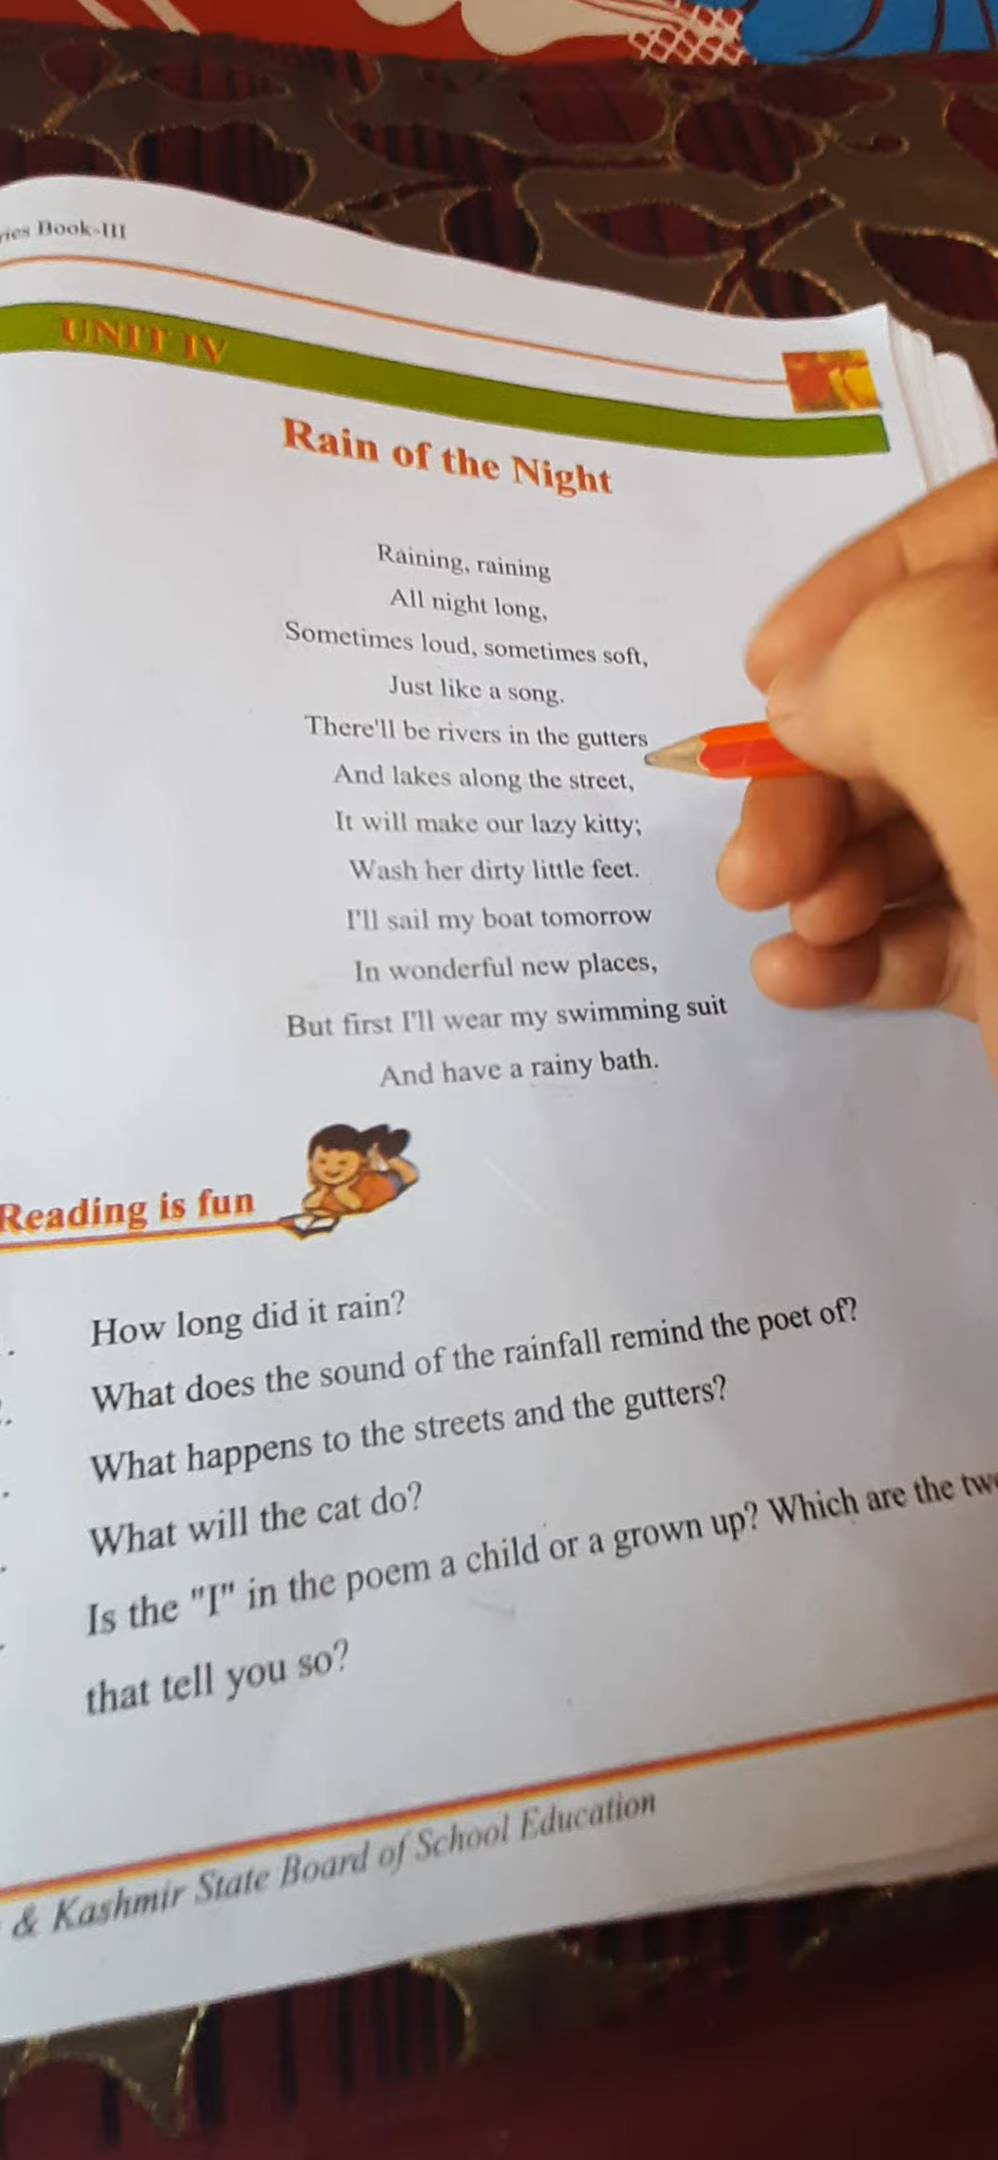 Book-III
UNIT IV
Rain of the Night
Raining, raining
All night long,
Sometimes loud, sometimes soft,
Just like a song.
There'll be rivers in the gutters
And lakes along the street,
It will make our lazy kitty;
Wash her dirty little feet.
I'll sail my boat tomorrow
In wonderful new places,
But first I'll wear my swimming suit
And have a rainy bath.
Reading is fun
How long did it rain?
What does the sound of the rainfall remind the poet of?
What happens to the streets and the gutters?
What will the cat do?
Is the "I" in the poem a child or a grown up? Which are the
that tell you so?
& Kashmir State Board of School Education